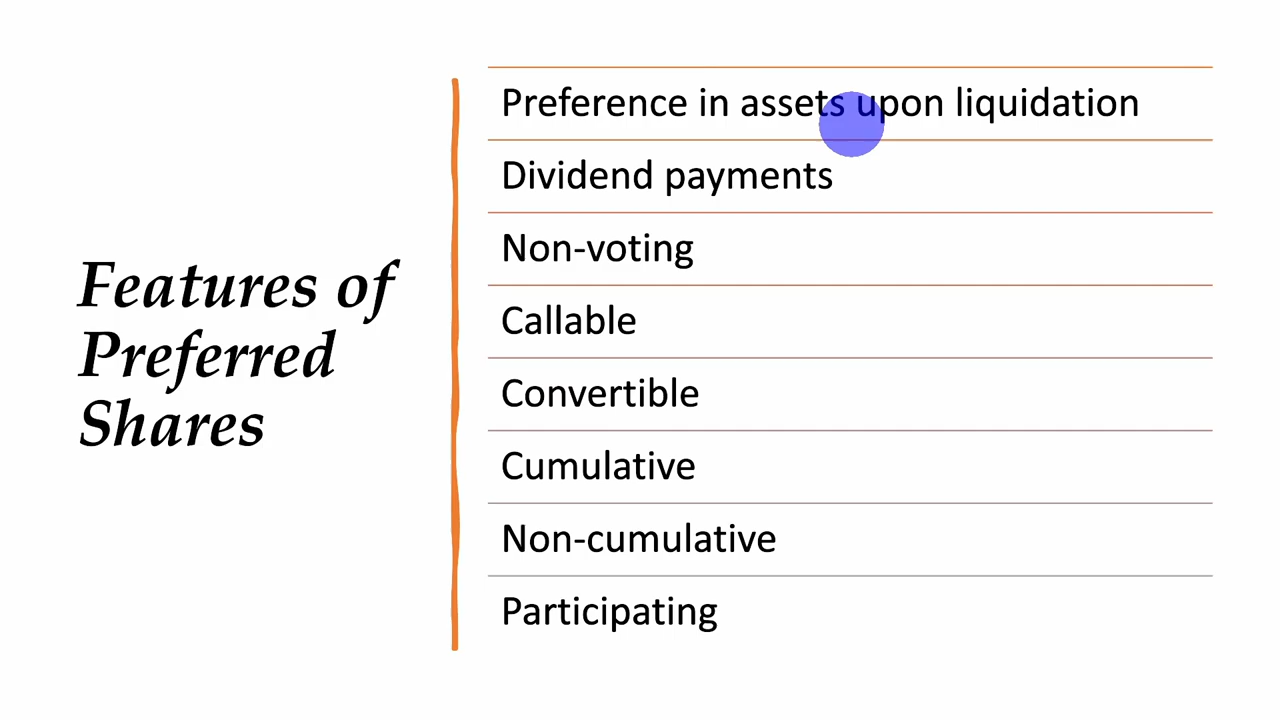 Features of
Preferred
Shares
Preference in assets upon liquidation
Dividend payments
Non-voting
Callable
Convertible
Cumulative
Non-cumulative
Participating